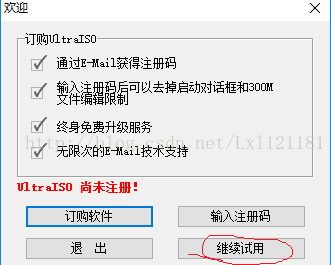 欢迎
订购UltraISO
通过E-Mail获得注册码
输入注册码后可以去掉启动对话框和300M
文件编辑限制
终身免费升级服务
http://blog.csdn.net/Lx1121181
无限次的E-Mail技术支持
UltraISO 尚未注册!
订购软件
输入注册码
退 出
继续试用